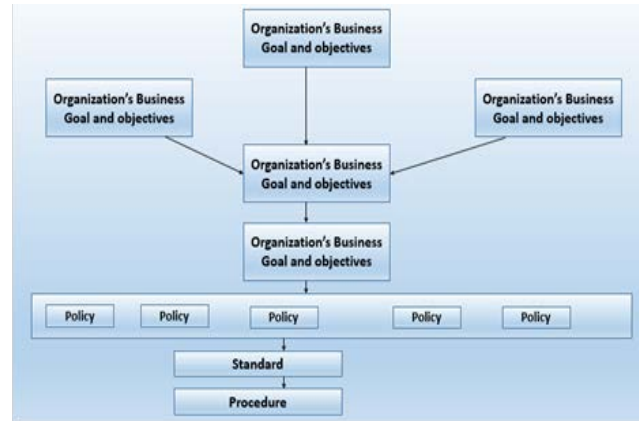 Organization's Business
Goal and objectives
Organization's Business
Goal and objectives
Organization's Business
Goal and objectives
Organization's Business
Goal and objectives
Organization's Business
Goal and objectives
Policy
Policy
Policy
Policy
Policy
Standard
Procedure